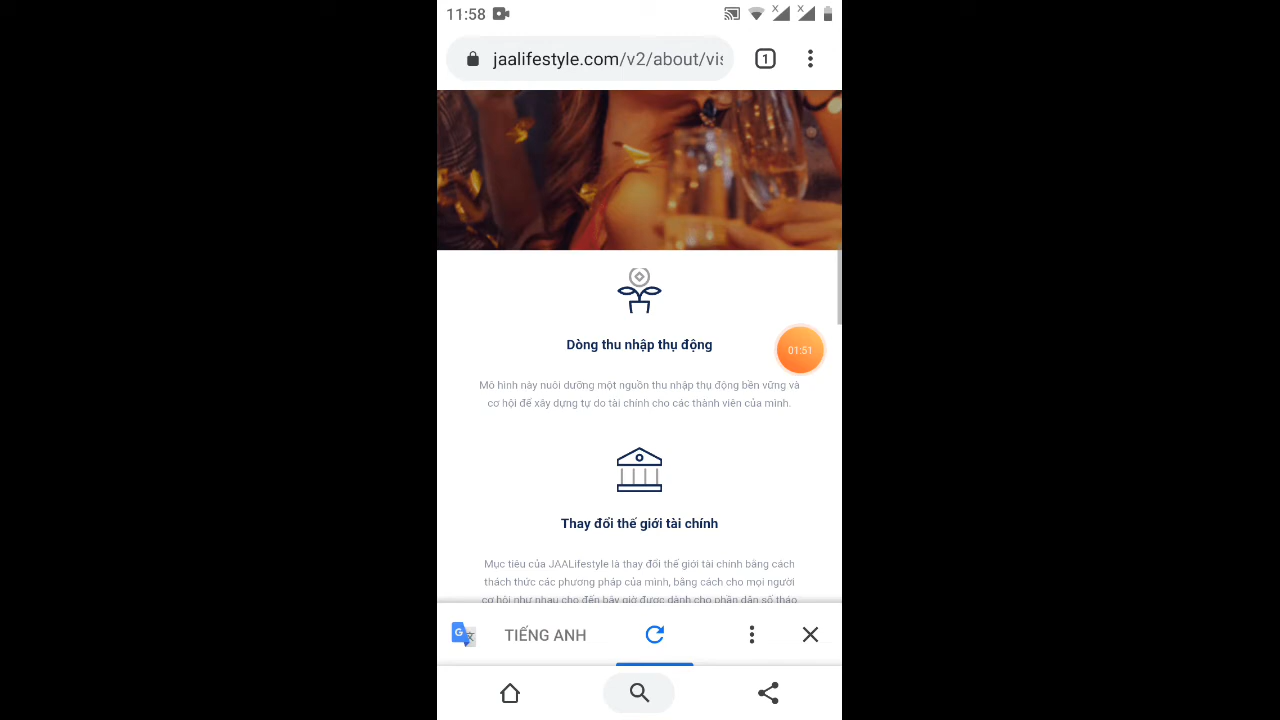 11:58
jaalifestyle.com/v2/about/vis
1
Dòng thu nhập thụ động
01:51
Mô hình này nuôi dưỡng một nguồn thu nhập thụ động bền vững và
cơ hội để xây dựng tự do tài chính cho các thành viên của mình.
Thay đổi thế giới tài chính
Mục tiêu của JAALifestyle là thay đổi thế giới tài chính bằng cách
thách thức các phương pháp của mình, bằng cách cho mọi người
cơ hội như nhau cho đến bây giờ được dành cho phần dân số tháo
TIẾNG ANH